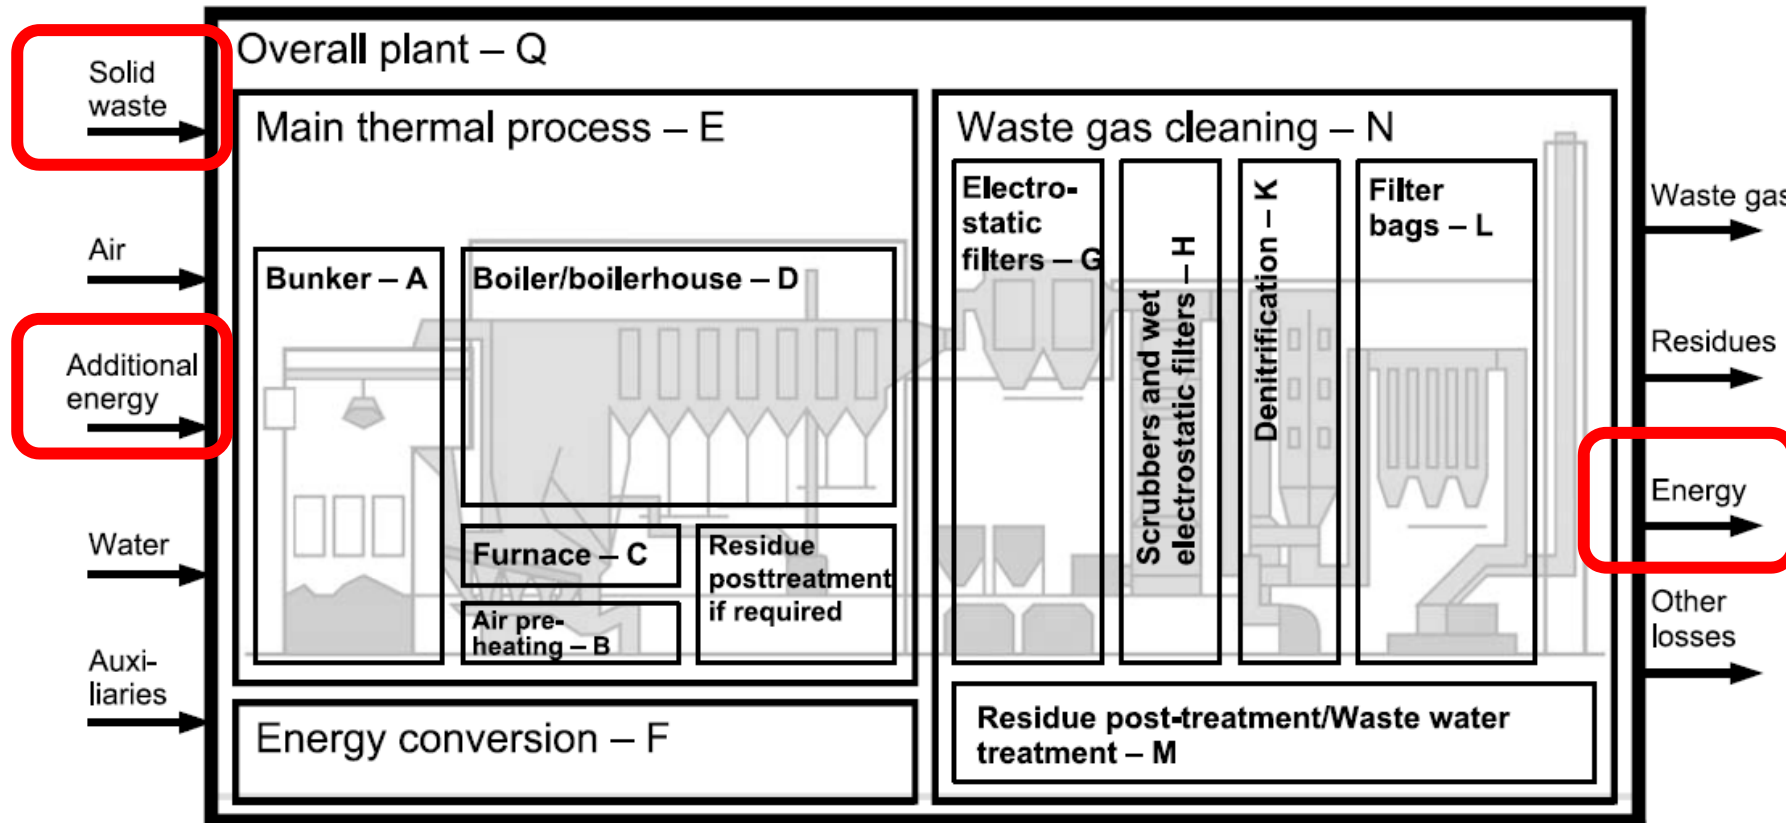 Overall plant – Q
Solid
waste
Air
Additional
energy
Water
Auxi-
liaries
Main thermal process – E
Bunker – A
Boiler/boilerhouse – D
Furnace – C
Air pre-
heating – B
Residue
posttreatment
if required
Energy conversion – F
Waste gas cleaning – N
Electro-
static
filters – G
Scrubbers and wet
electrostatic filters – H
Denitrification – K
Filter
bags – L
Residue post-treatment/Waste water
treatment – M
Waste gas
Residues
Energy
Other
losses